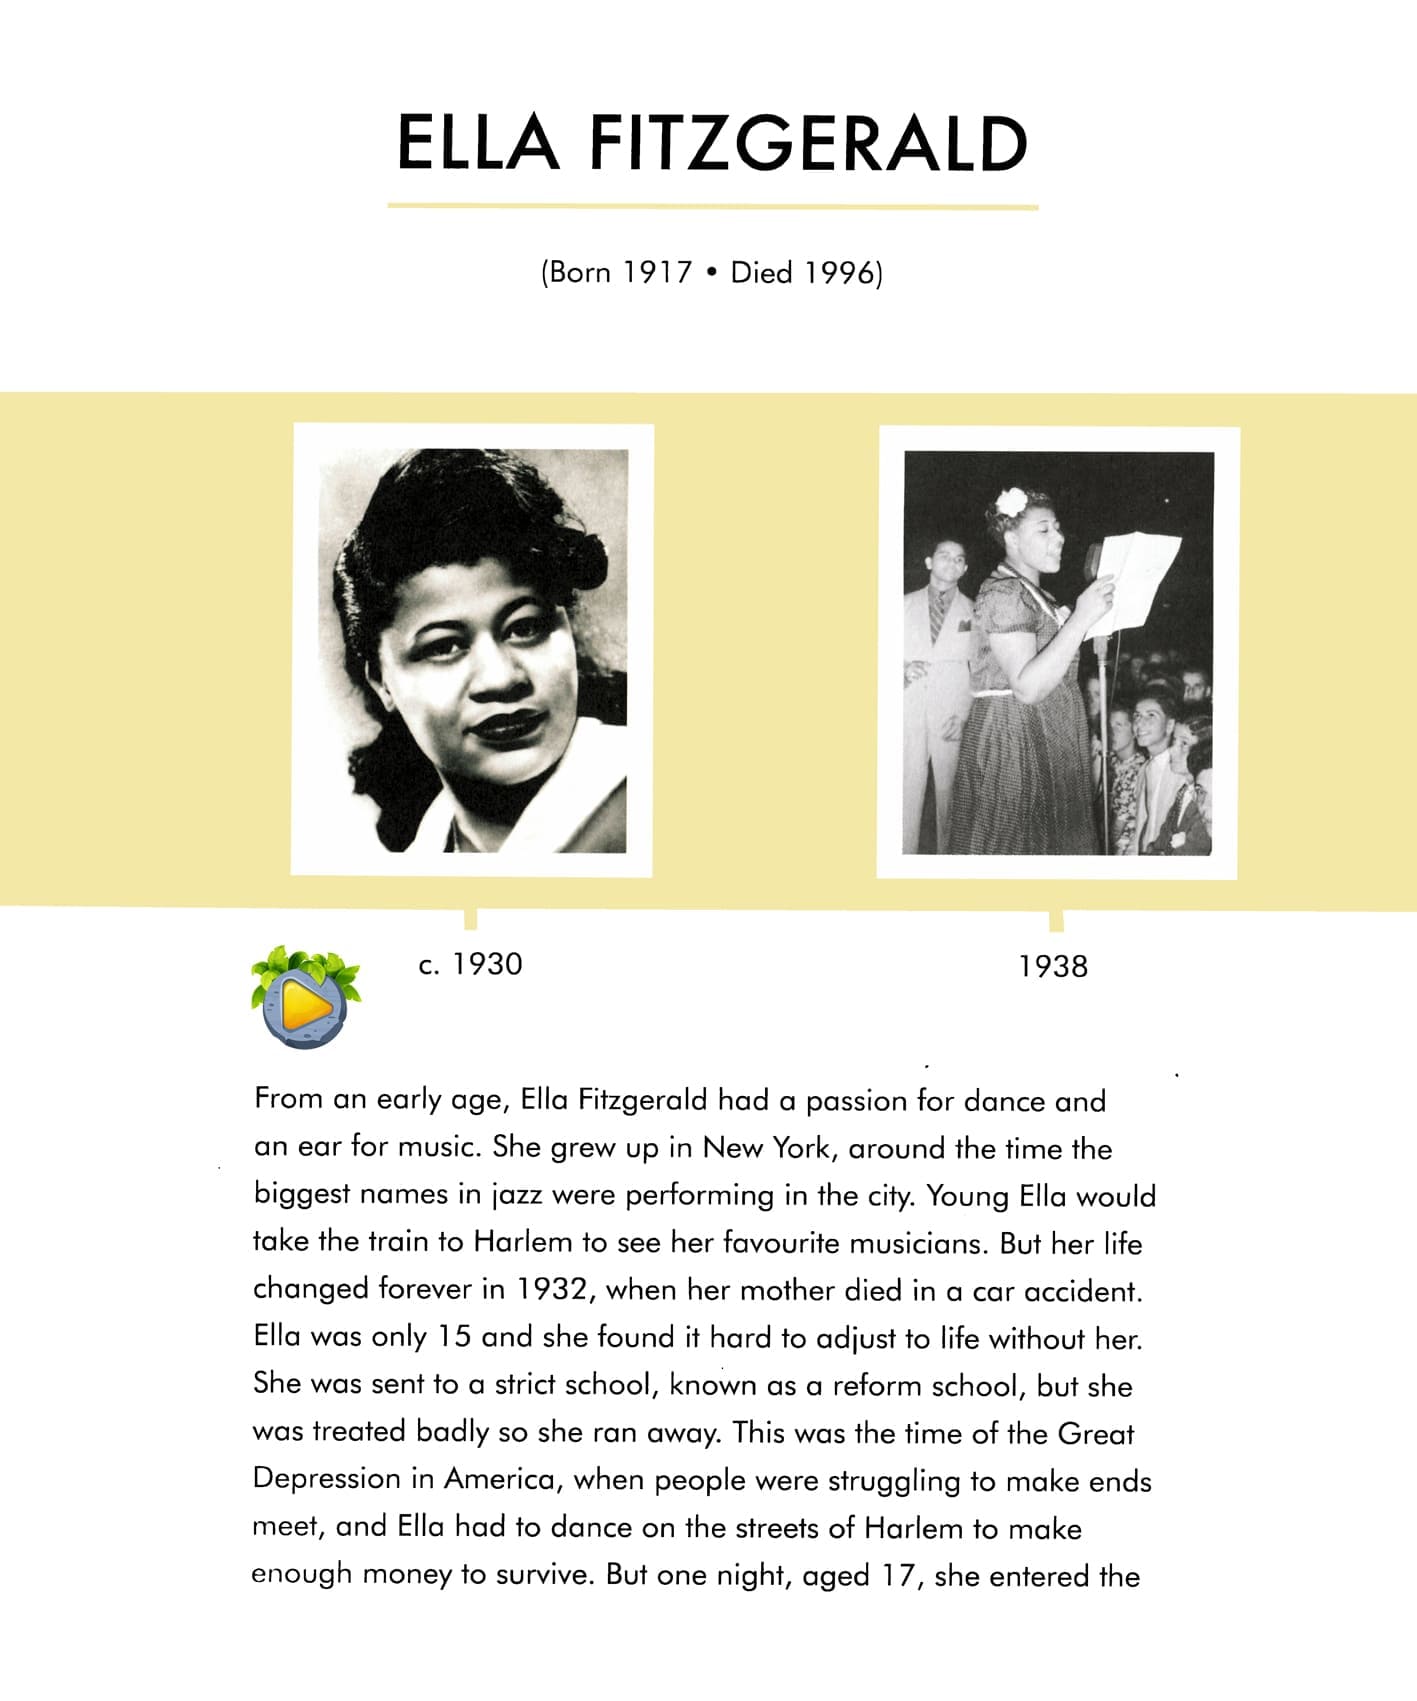 ELLA FITZGERALD
(Born 1917 • Died 1996)
c. 1930
1938
From an early age, Ella Fitzgerald had a passion for dance and
an ear for music. She grew up in New York, around the time the
biggest names in jazz were performing in the city. Young Ella would
take the train to Harlem to see her favourite musicians. But her life
changed forever in 1932, when her mother died in a car accident.
Ella was only 15 and she found it hard to adjust to life without her.
She was sent to a strict school, known as a reform school, but she
was treated badly so she ran away. This was the time of the Great
Depression in America, when people were struggling to make ends
meet, and Ella had to dance on the streets of Harlem to make
enough money to survive. But one night, aged 17, she entered the